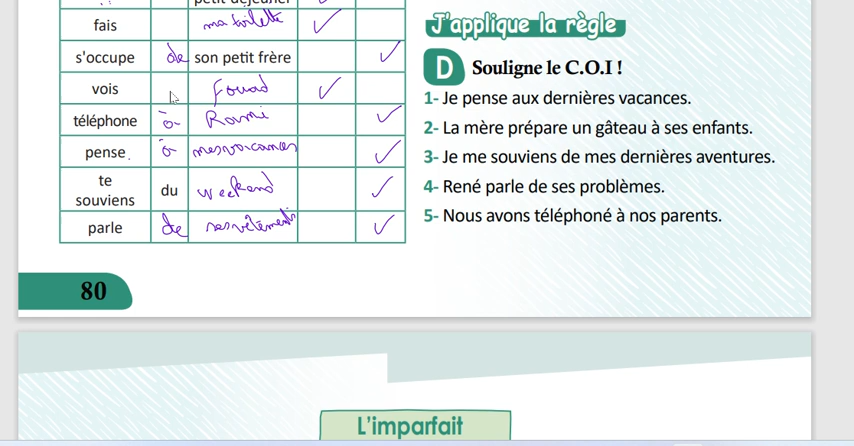 petit déjeuner
fais ma toilette ✓
s'occupe de son petit frère ✓
vois Fouad ✓
téléphone à Rami ✓
pense. à mes vacances ✓
te souviens du weekend ✓
parle de ses vêtements ✓
80
J'applique la règle
D Souligne le C.O.I !
1- Je pense aux dernières vacances.
2- La mère prépare un gâteau à ses enfants.
3- Je me souviens de mes dernières aventures.
4- René parle de ses problèmes.
5- Nous avons téléphoné à nos parents.
L'imparfait